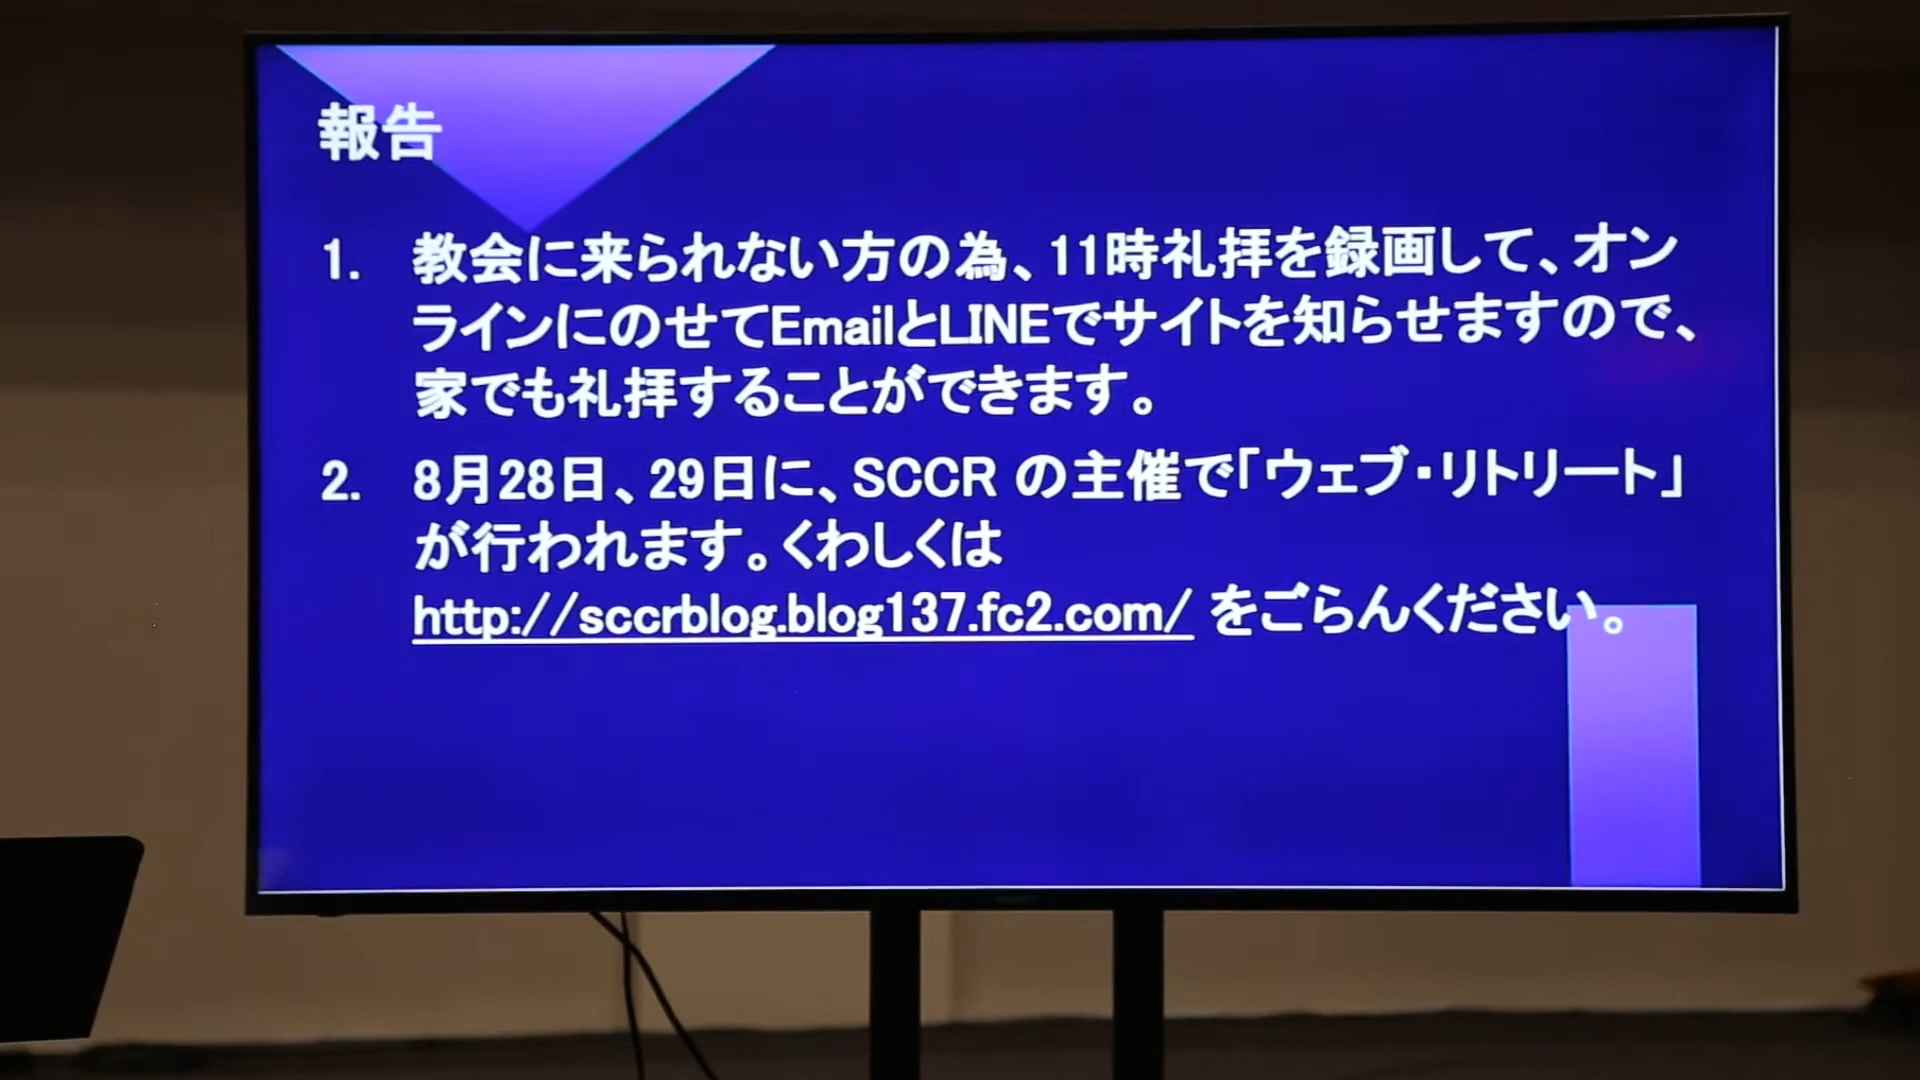 報告
1. 教会に来られない方の為、11時礼拝を録画して、オン
ラインにのせてEmailとLINEでサイトを知らせますので、
家でも礼拝することができます。
2. 8月28日、29日に、SCCR の主催で「ウェブ・リトリート」
が行われます。くわしくは
http://sccrblog.blog137.fc2.com/ をごらんください。